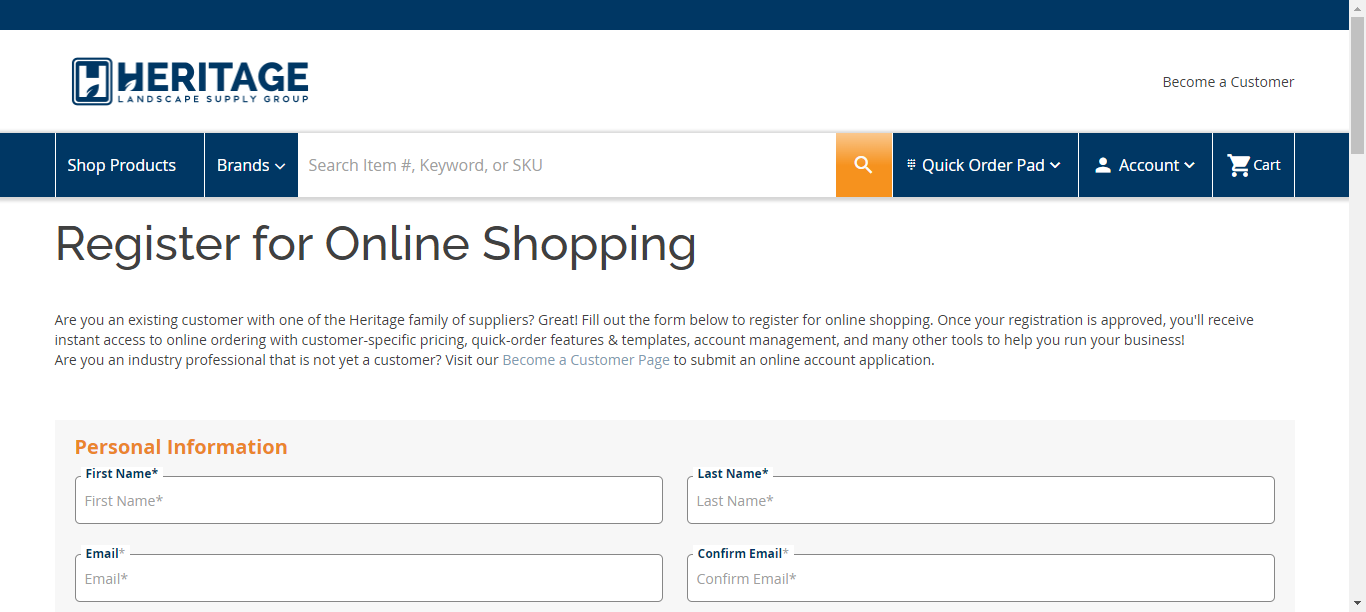 HERITAGE
LANDSCAPE SUPPLY GROUP
Become a Customer
Shop Products
Brands
Search Item #, Keyword, or SKU
Quick Order Pad
Account
Cart
Register for Online Shopping
Are you an existing customer with one of the Heritage family of suppliers? Great! Fill out the form below to register for online shopping. Once your registration is approved, you'll receive
instant access to online ordering with customer-specific pricing, quick-order features & templates, account management, and many other tools to help you run your business!
Are you an industry professional that is not yet a customer? Visit our Become a Customer Page to submit an online account application.
Personal Information
First Name*
First Name*
Last Name*
Last Name*
Email*
Email*
Confirm Email*
Confirm Email*